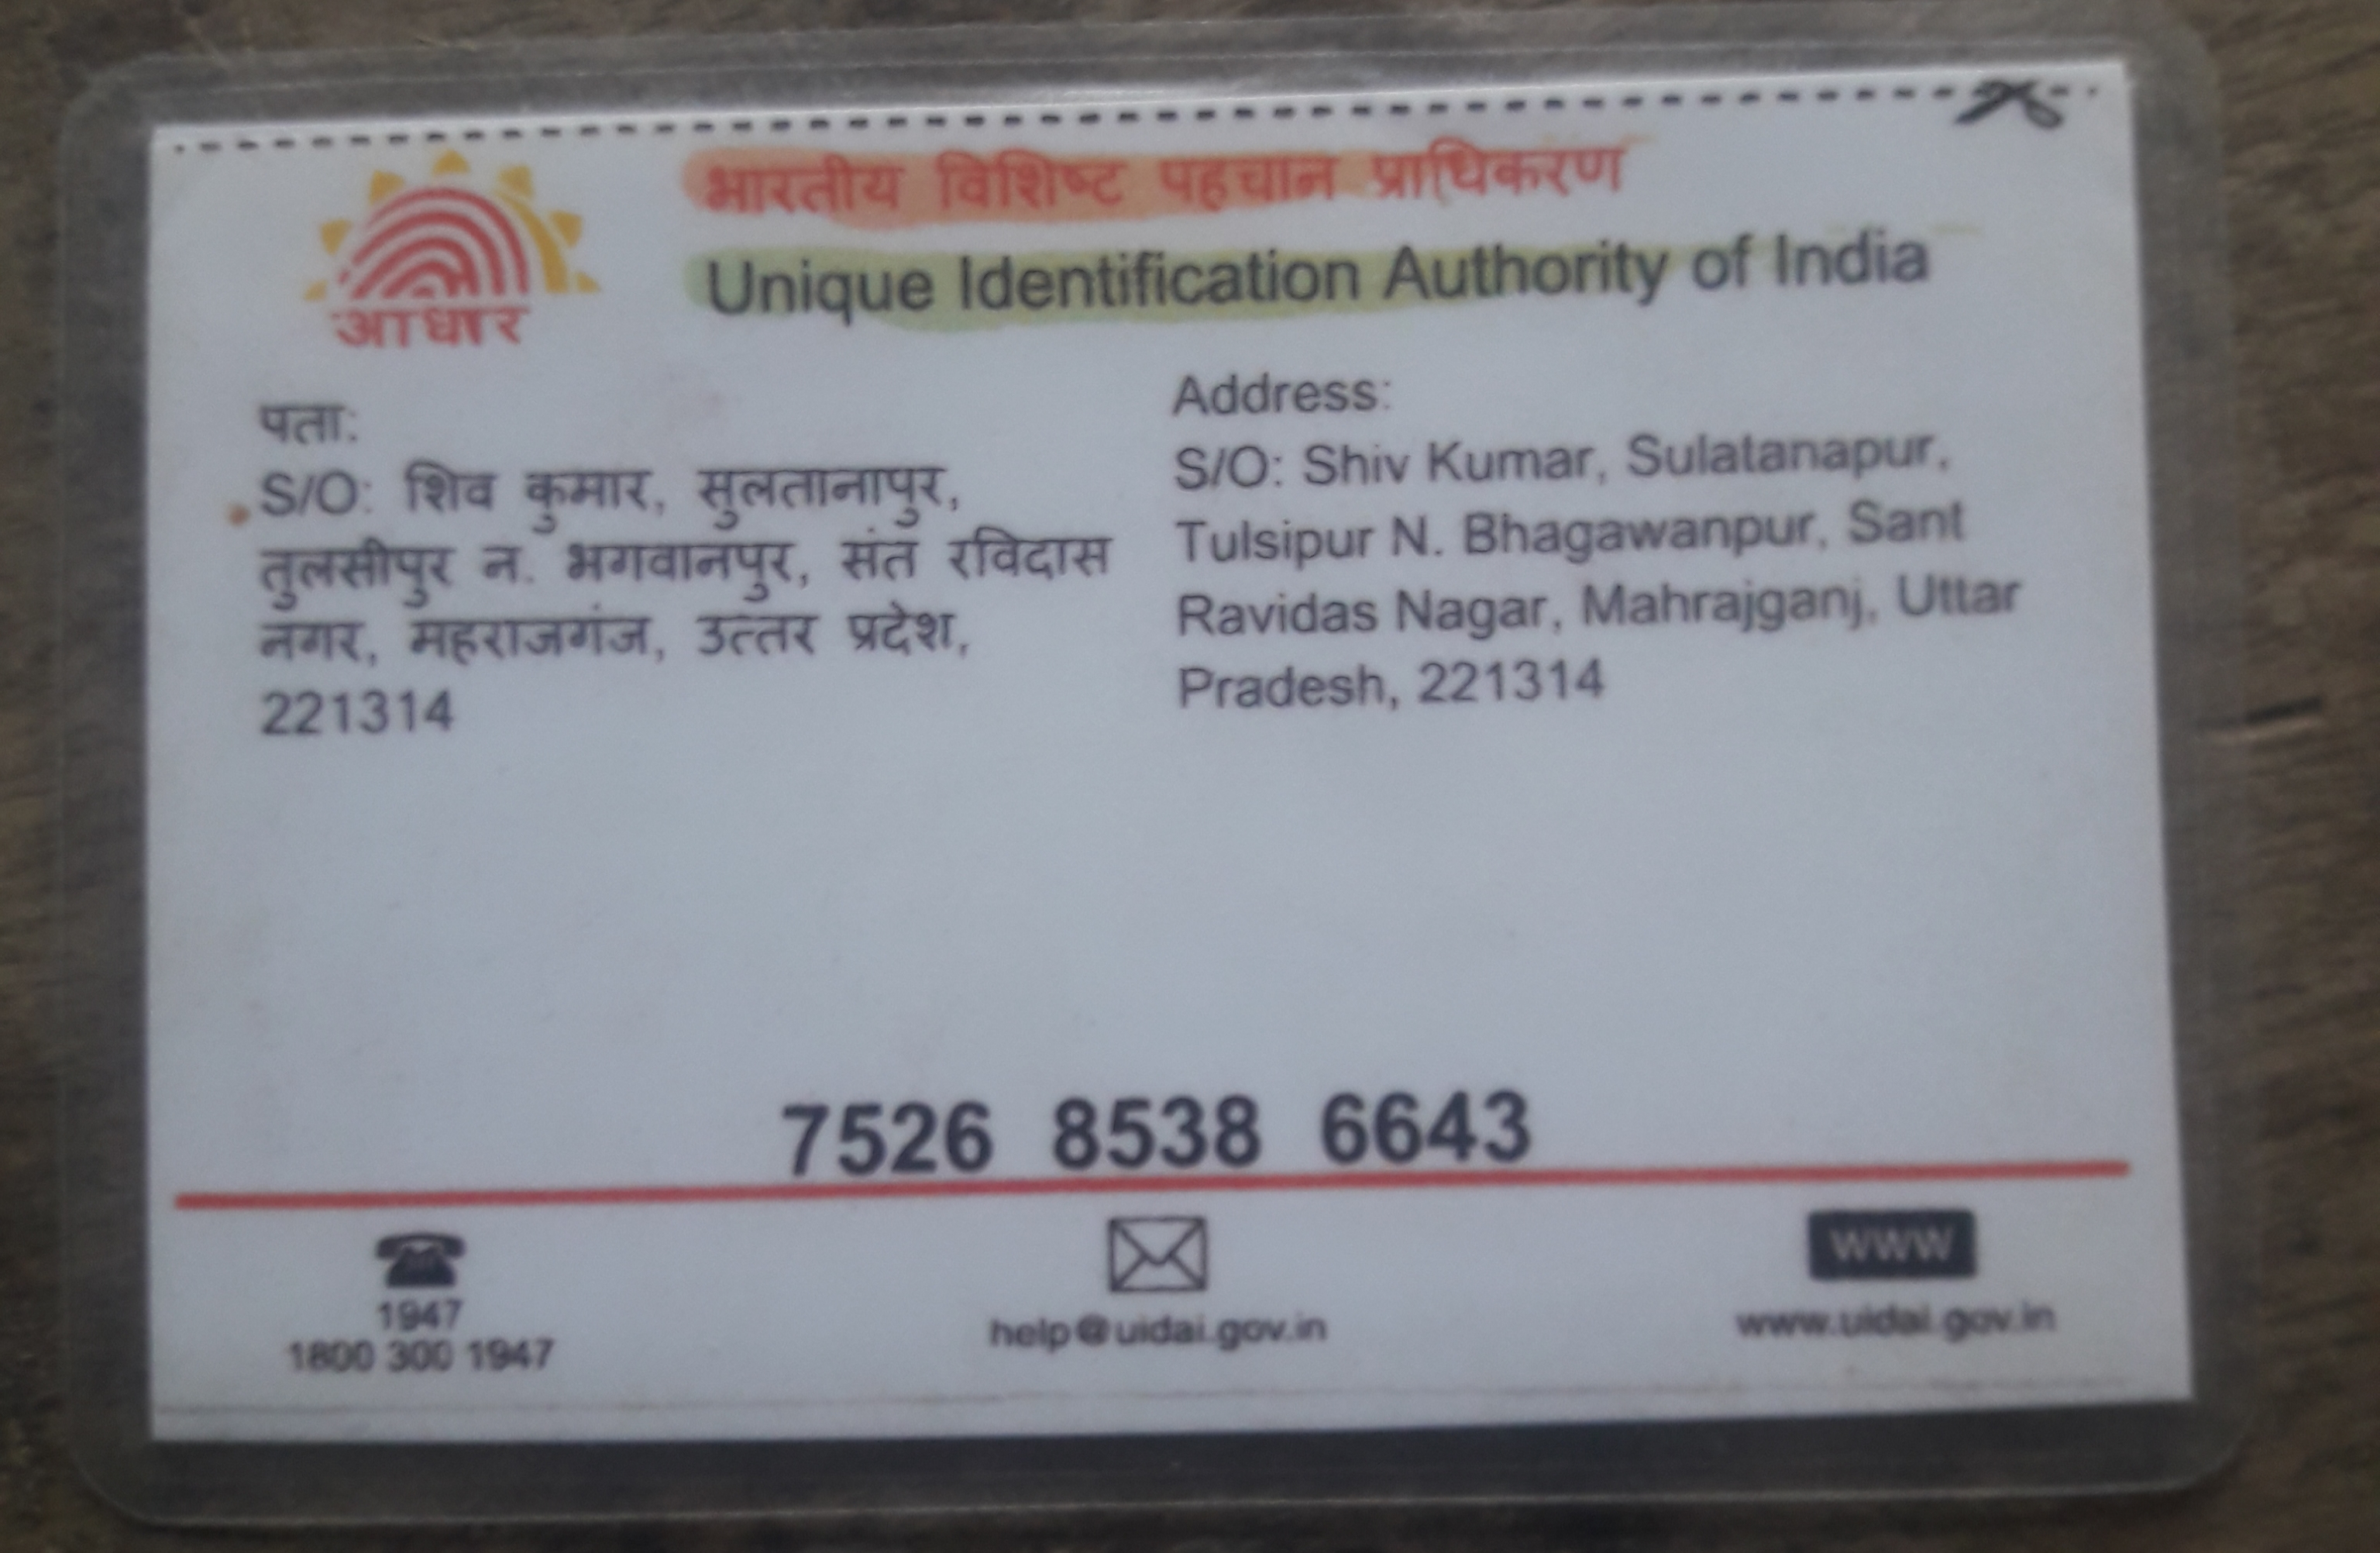 भारतीय विशिष्ट पहचान प्राधिकरण
Unique Identification Authority of India
आधार
पता:
S/O: शिव कुमार, सुलतानापुर,
तुलसीपुर न. भगवानपुर, संत रविदास
नगर, महराजगंज, उत्तर प्रदेश,
221314
Address:
S/O: Shiv Kumar, Sulatanapur,
Tulsipur N. Bhagawanpur, Sant
Ravidas Nagar, Mahrajganj, Uttar
Pradesh, 221314
7526 8538 6643
1947
1800 300 1947
help@uidai.gov.in
www
www.uidai.gov.in